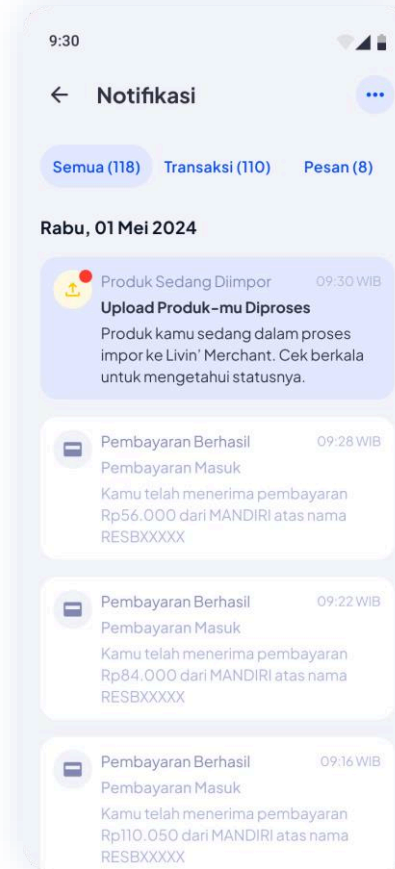 9:30
Notifikasi
Semua (118) Transaksi (110) Pesan (8)
Rabu, 01 Mei 2024
Produk Sedang Diimpor 09:30 WIB
Upload Produk-mu Diproses
Produk kamu sedang dalam proses
impor ke Livin' Merchant. Cek berkala
untuk mengetahui statusnya.
Pembayaran Berhasil 09:28 WIB
Pembayaran Masuk
Kamu telah menerima pembayaran
Rp56.000 dari MANDIRI atas nama
RESBXXXXX
Pembayaran Berhasil 09:22 WIB
Pembayaran Masuk
Kamu telah menerima pembayaran
Rp84.000 dari MANDIRI atas nama
RESBXXXXX
Pembayaran Berhasil 09:16 WIB
Pembayaran Masuk
Kamu telah menerima pembayaran
Rp110.050 dari MANDIRI atas nama
RESBXXXXX